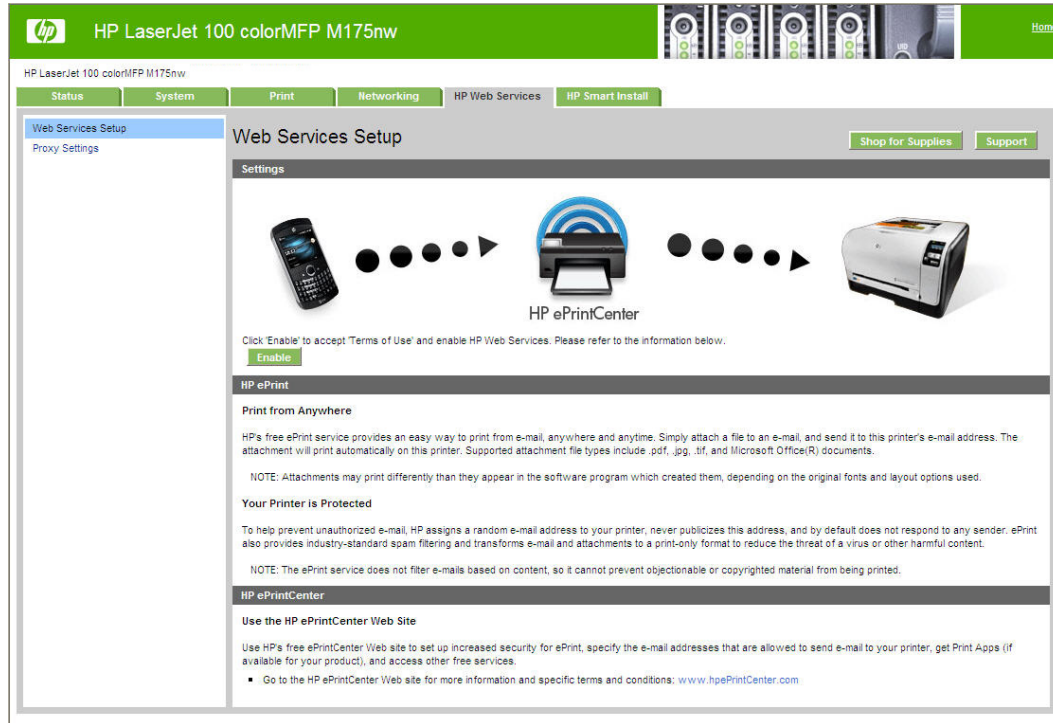 hp
HP LaserJet 100 colorMFP M175nw
UID
HP LaserJet 100 colorMFP M175nw
Status System Print Networking HP Web Services HP Smart Install
Web Services Setup
Proxy Settings
Web Services Setup
Shop for Supplies Support
Settings
HP ePrintCenter
Click 'Enable' to accept 'Terms of Use' and enable HP Web Services. Please refer to the information below.
Enable
HP ePrint
Print from Anywhere
HP's free ePrint service provides an easy way to print from e-mail, anywhere and anytime. Simply attach a file to an e-mail, and send it to this printer's e-mail address. The
attachment will print automatically on this printer. Supported attachment file types include .pdf, .jpg, .tif, and Microsoft Office(R) documents.
NOTE: Attachments may print differently than they appear in the software program which created them, depending on the original fonts and layout options used.
Your Printer is Protected
To help prevent unauthorized e-mail, HP assigns a random e-mail address to your printer, never publicizes this address, and by default does not respond to any sender. ePrint
also provides industry-standard spam filtering and transforms e-mail and attachments to a print-only format to reduce the threat of a virus or other harmful content.
NOTE: The ePrint service does not filter e-mails based on content, so it cannot prevent objectionable or copyrighted material from being printed.
HP ePrintCenter
Use the HP ePrintCenter Web Site
Use HP's free ePrintCenter Web site to set up increased security for ePrint, specify the e-mail addresses that are allowed to send e-mail to your printer, get Print Apps (if
available for your product), and access other free services.
■ Go to the HP ePrintCenter Web site for more information and specific terms and conditions: www.hpePrintCenter.com